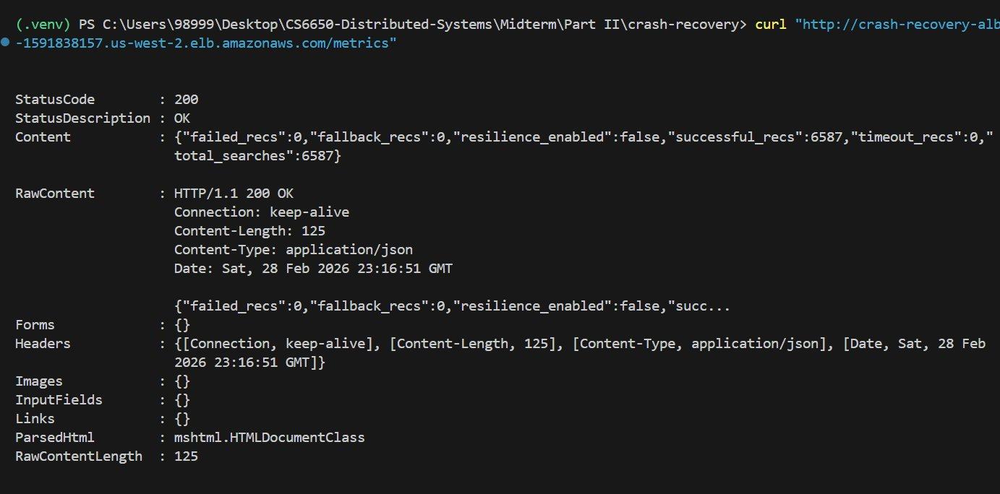 (.venv) PS C:\Users\98999\Desktop\CS6650-Distributed-Systems\Midterm\Part II\crash-recovery> curl "http://crash-recovery-alb
-1591838157.us-west-2.elb.amazonaws.com/metrics"
StatusCode        : 200
StatusDescription : OK
Content           : {"failed_recs":0,"fallback_recs":0,"resilience_enabled":false,"successful_recs":6587,"timeout_recs":0,"
                    total_searches":6587}
RawContent        : HTTP/1.1 200 OK
                    Connection: keep-alive
                    Content-Length: 125
                    Content-Type: application/json
                    Date: Sat, 28 Feb 2026 23:16:51 GMT
                    {"failed_recs":0,"fallback_recs":0,"resilience_enabled":false,"succ...
Forms             : {}
Headers           : {[Connection, keep-alive], [Content-Length, 125], [Content-Type, application/json], [Date, Sat, 28 Feb
                    2026 23:16:51 GMT]}
Images            : {}
InputFields       : {}
Links             : {}
ParsedHtml        : mshtml.HTMLDocumentClass
RawContentLength  : 125